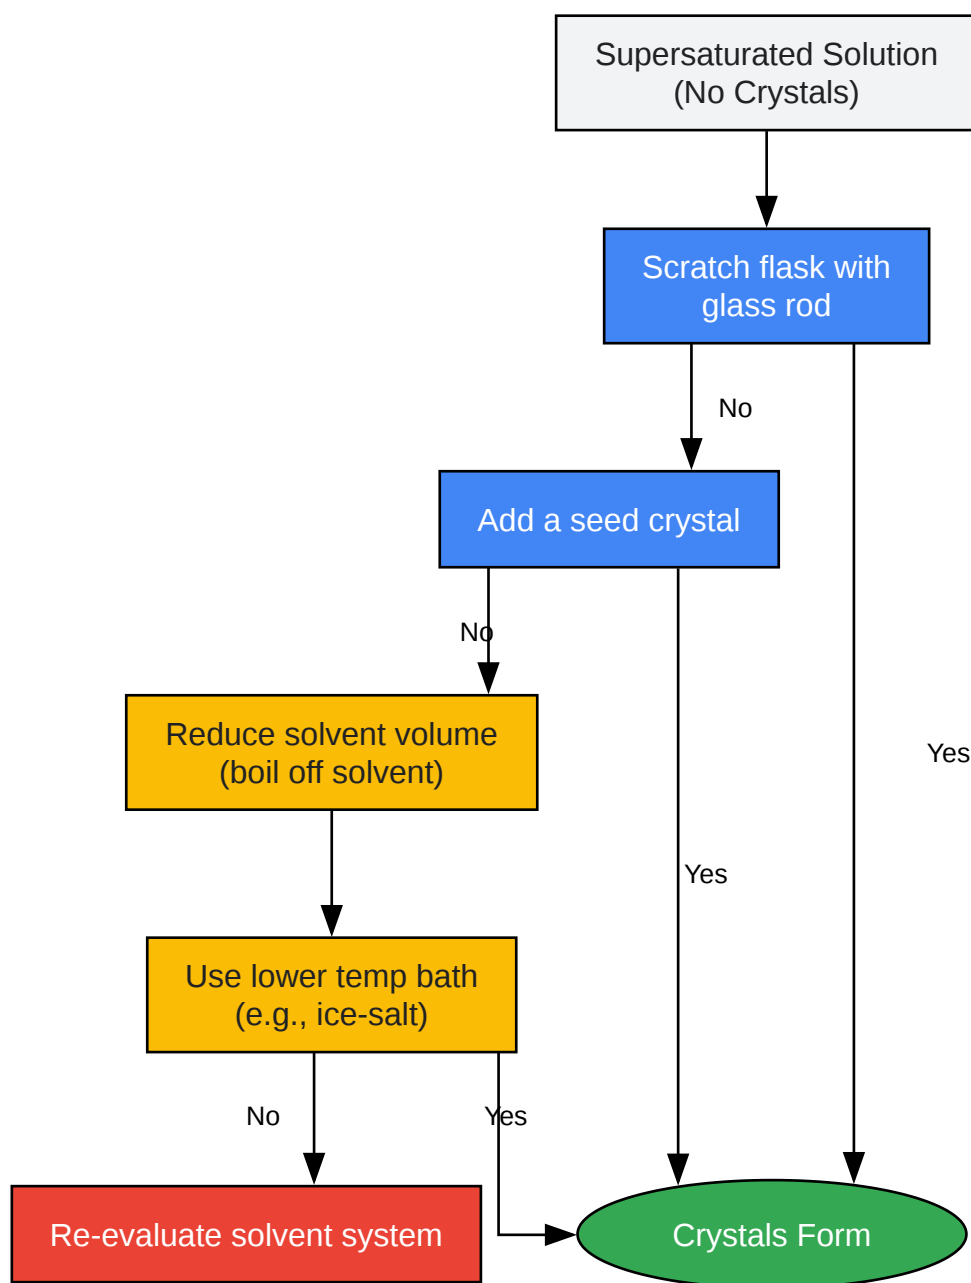 Supersaturated Solution
(No Crystals)
Scratch flask with
glass rod
No
Add a seed crystal
No
Reduce solvent volume
(boil off solvent)
Yes
Yes
Use lower temp bath
(e.g., ice-salt)
No
Yes
Re-evaluate solvent system
Crystals Form